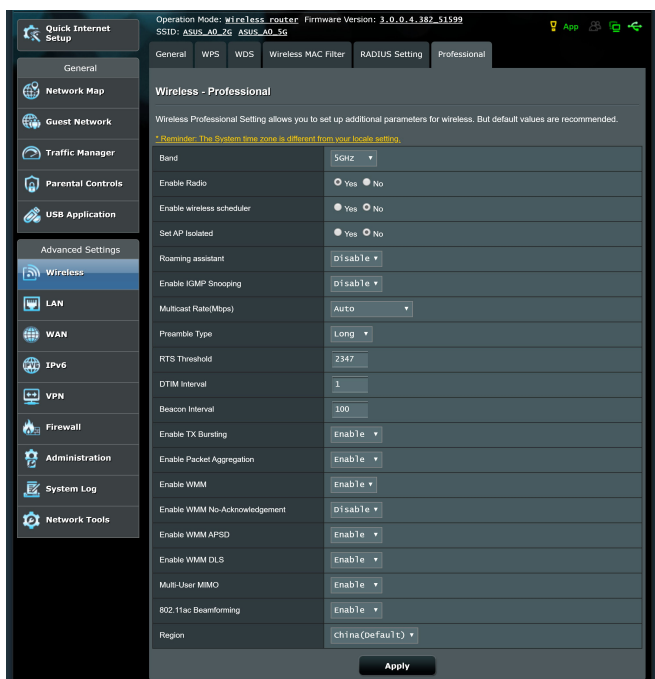 Quick Internet
Setup
General
Network Map
Guest Network
Traffic Manager
Parental Controls
USB Application
Advanced Settings
Wireless
LAN
WAN
IPv6
VPN
Firewall
Administration
System Log
Network Tools
Operation Mode: Wireless router Firmware Version: 3.0.0.4.382_51599
SSID: ASUS_A0_2G ASUS_A0_5G
App
General WPS WDS Wireless MAC Filter RADIUS Setting Professional
Wireless - Professional
Wireless Professional Setting allows you to set up additional parameters for wireless. But default values are recommended.
* Reminder: The System time zone is different from your locale setting.
Band 5GHz
Enable Radio Yes No
Enable wireless scheduler Yes No
Set AP Isolated Yes No
Roaming assistant Disable
Enable IGMP Snooping Disable
Multicast Rate(Mbps) Auto
Preamble Type Long
RTS Threshold 2347
DTIM Interval 1
Beacon Interval 100
Enable TX Bursting Enable
Enable Packet Aggregation Enable
Enable WMM Enable
Enable WMM No-Acknowledgement Disable
Enable WMM APSD Enable
Enable WMM DLS Enable
Multi-User MIMO Enable
802.11ac Beamforming Enable
Region China(Default)
Apply